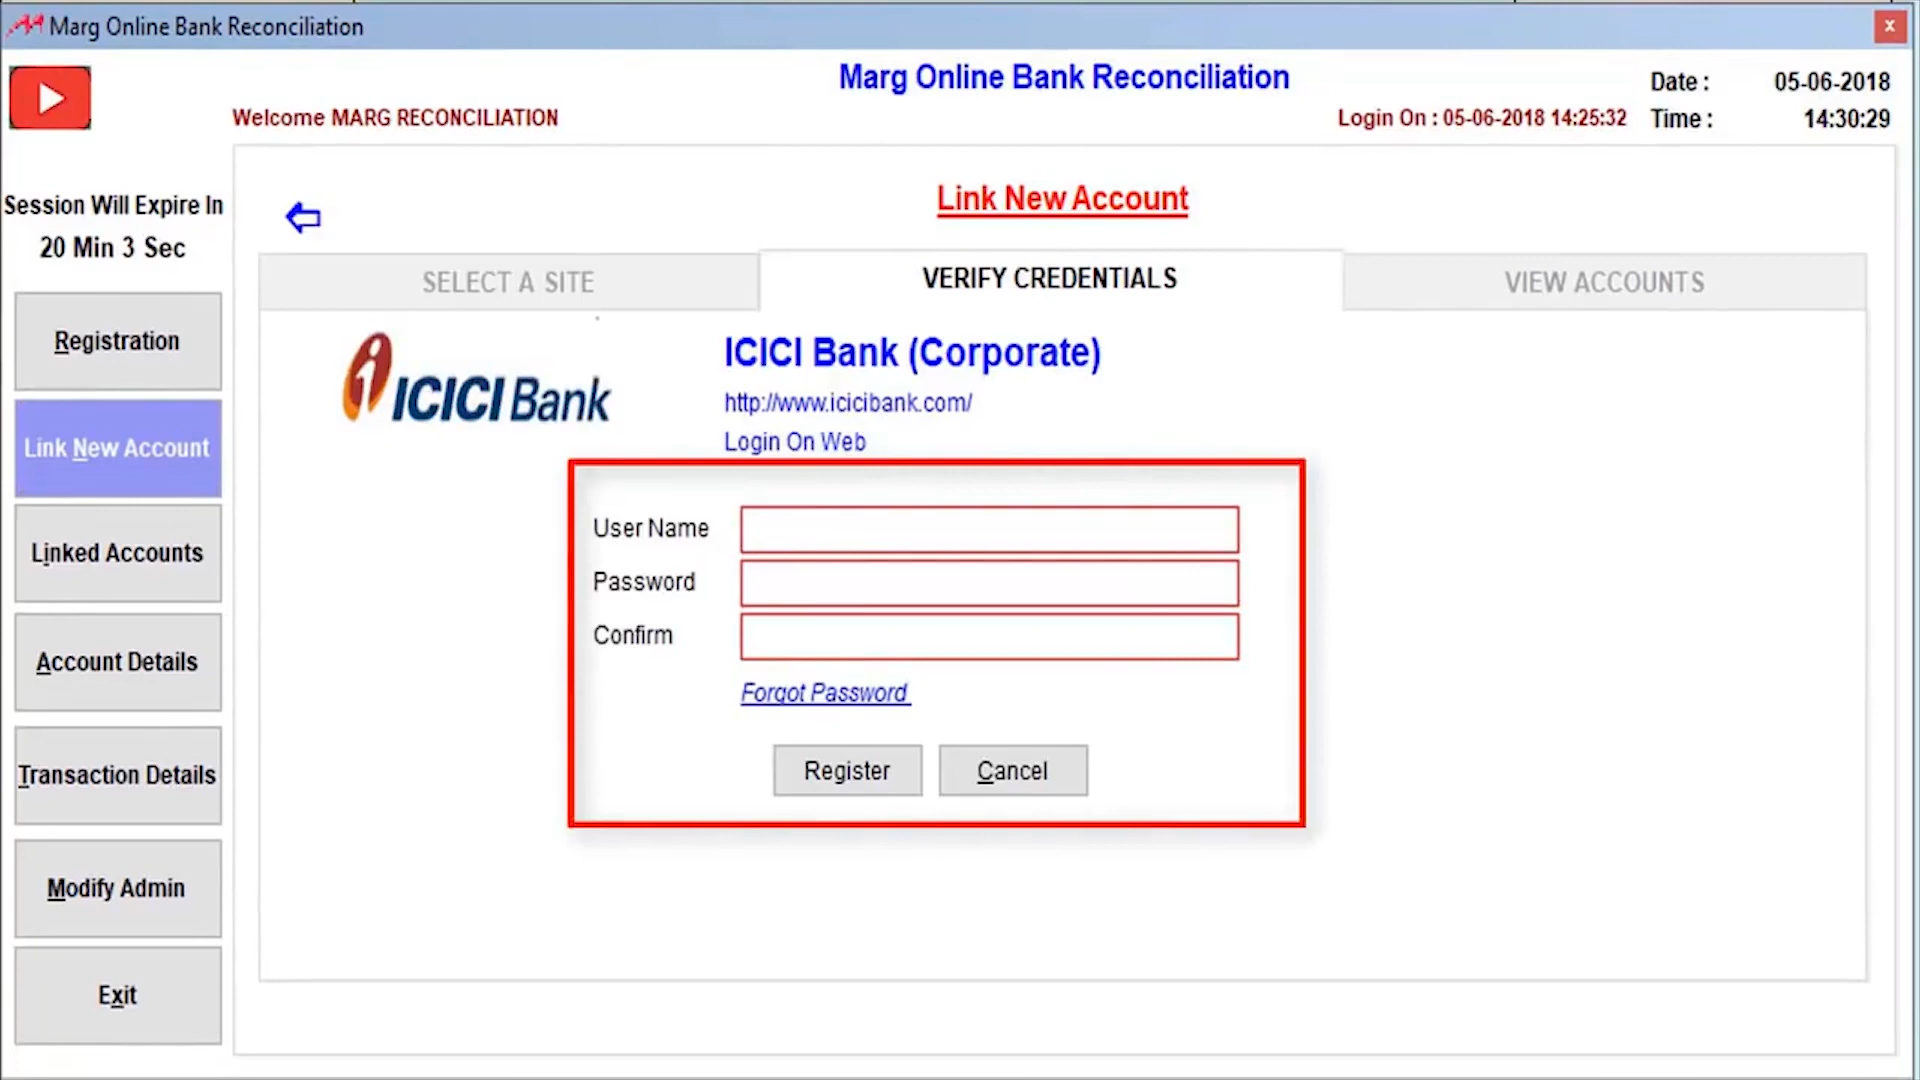 Marg Online Bank Reconciliation
x
Marg Online Bank Reconciliation
Date : 05-06-2018
Welcome MARG RECONCILIATION
Login On : 05-06-2018 14:25:32
Time : 14:30:29
Session Will Expire In
20 Min 3 Sec
Registration
Link New Account
Linked Accounts
Account Details
Transaction Details
Modify Admin
Exit
Link New Account
SELECT A SITE
VERIFY CREDENTIALS
VIEW ACCOUNTS
ICICI Bank
ICICI Bank (Corporate)
http://www.icicibank.com/
Login On Web
User Name
Password
Confirm
Forgot Password
Register
Cancel